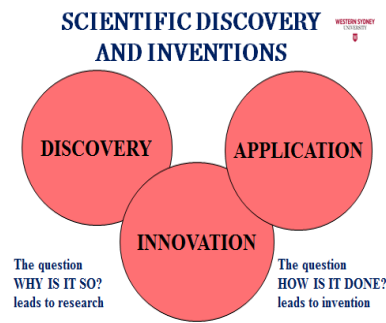 SCIENTIFIC DISCOVERY
AND INVENTIONS
WESTERN SYDNEY
UNIVERSITY
DISCOVERY
APPLICATION
INNOVATION
The question
WHY IS IT SO?
leads to research
The question
HOW IS IT DONE?
leads to invention